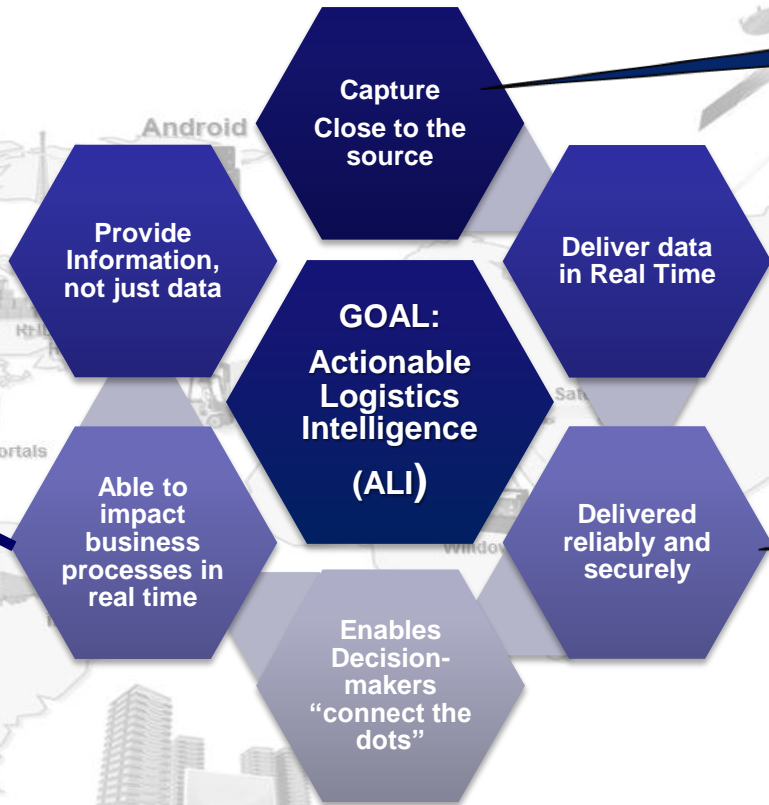 Android
Capture
Close to the
source
Provide
Information,
not just data
Deliver data
in Real Time
GOAL:
Actionable
Logistics
Intelligence
(ALI)
Able to
impact
business
processes in
real time
Delivered
reliably and
securely
Enables
Decision-
makers
“connect the
dots”